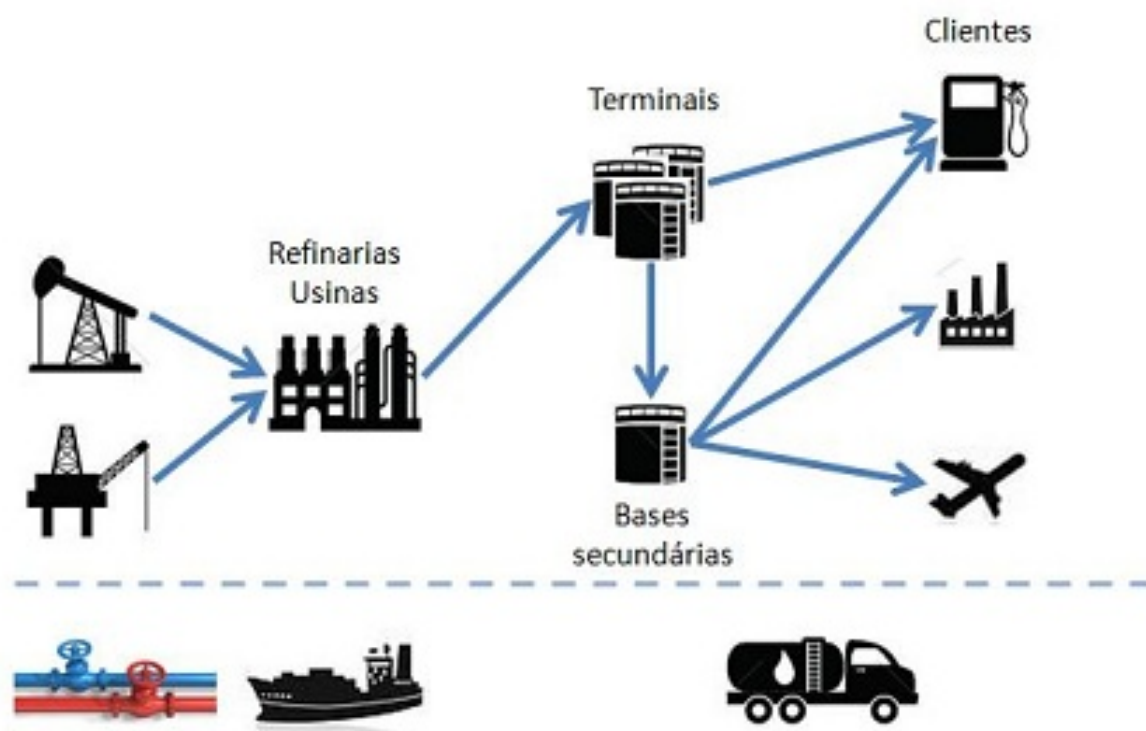 Clientes
Terminais
Refinarias
Usinas
Bases
secundárias